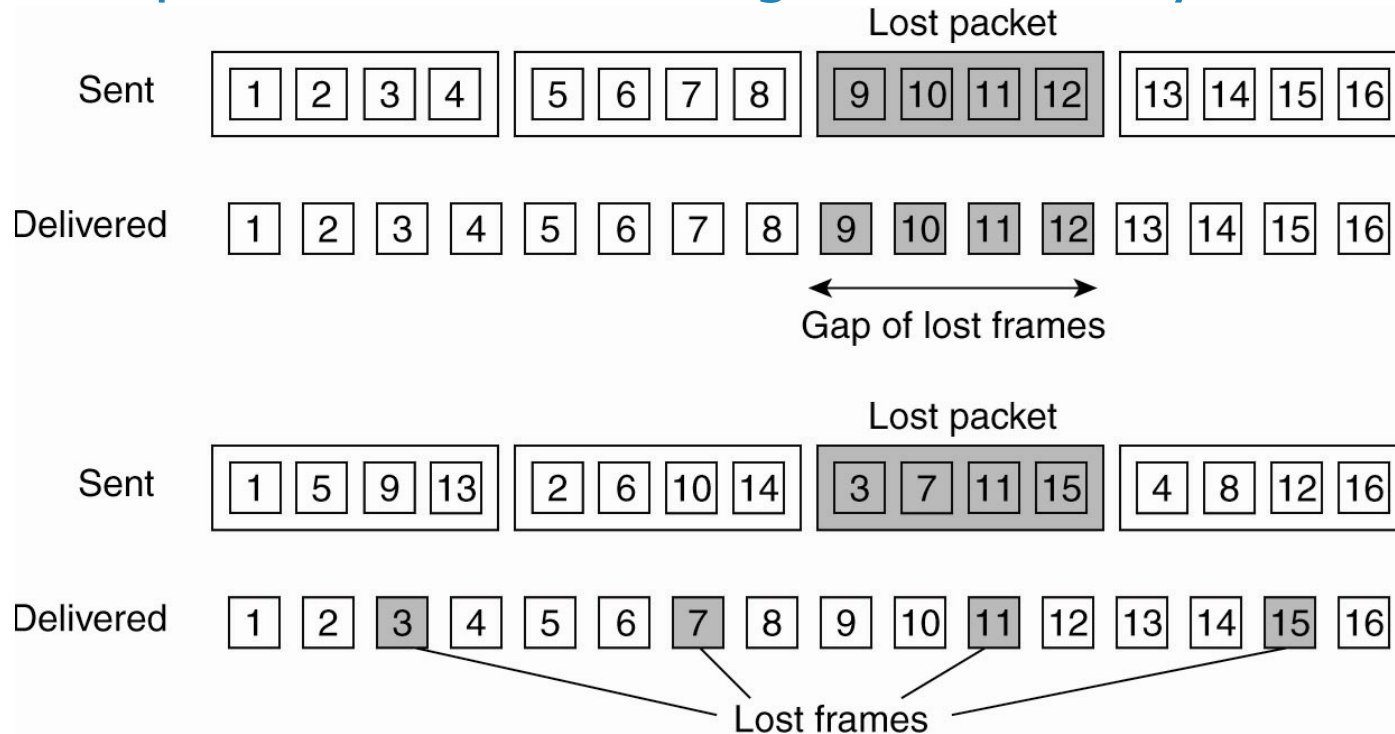 Lost packet
Sent 1 2 3 4 5 6 7 8 9 10 11 12 13 14 15 16
Delivered 1 2 3 4 5 6 7 8 9 10 11 12 13 14 15 16
Gap of lost frames
Lost packet
Sent 1 5 9 13 2 6 10 14 3 7 11 15 4 8 12 16
Delivered 1 2 3 4 5 6 7 8 9 10 11 12 13 14 15 16
Lost frames